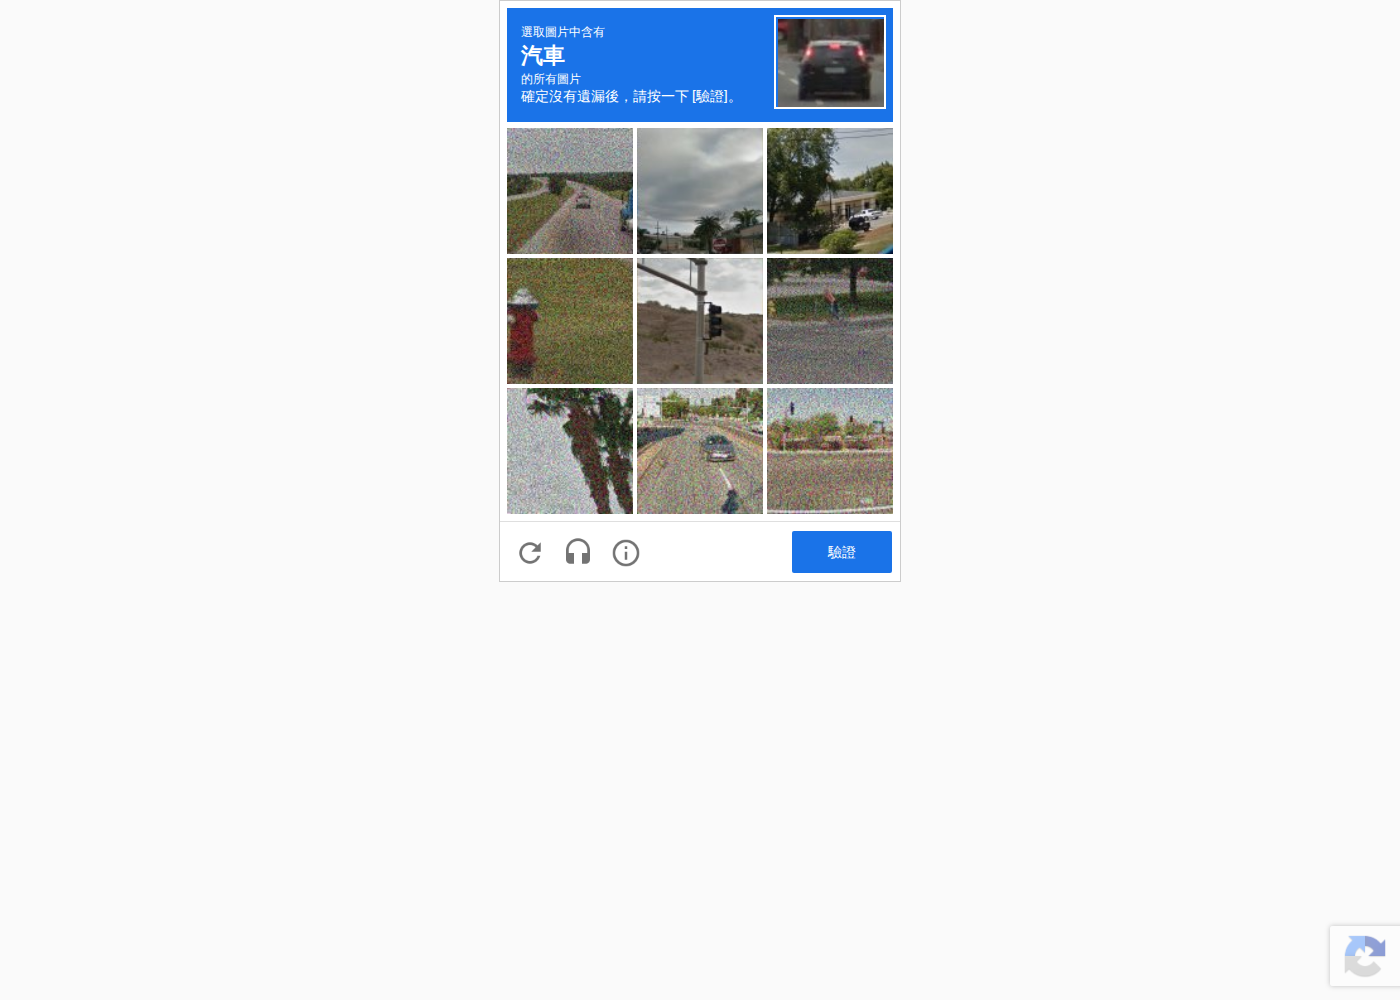 選取圖片中含有
汽車
的所有圖片
確定沒有遺漏後，請按一下 [驗證]。
驗證